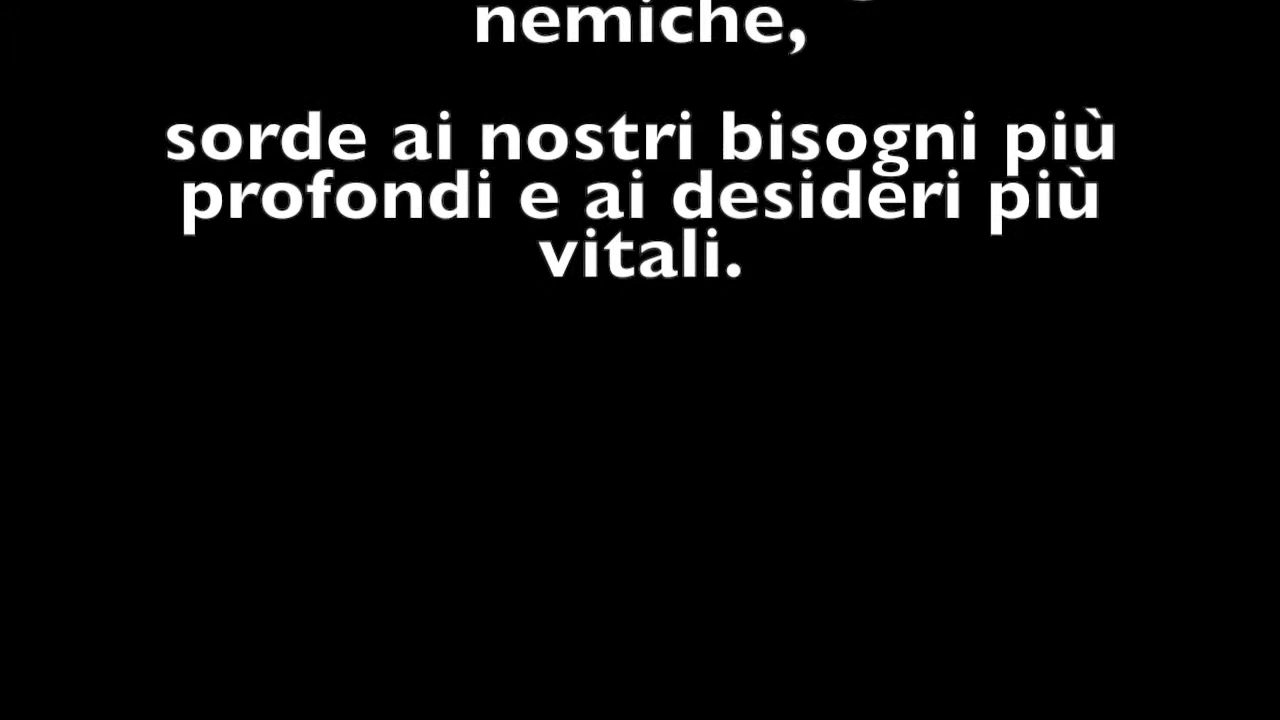 nemiche,
sorde ai nostri bisogni più
profondi e ai desideri più
vitali.